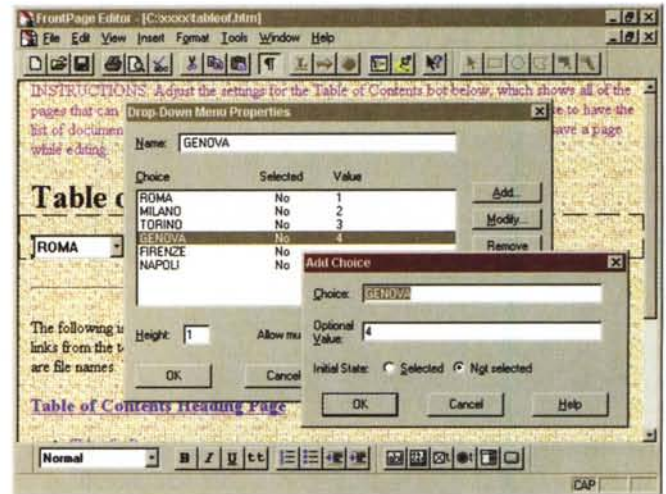 FrontPage Editor - [C:\xxxx\tableof.htm]
File Edit View Insert Format Tools Window Help
INSTRUCTIONS: Adjust the settings for the Table of Contents bot below, which shows all of the
pages that can
e to have the
list of documen
save a page
while editing.
Drop-Down Menu Properties
Name: GENOVA
Choice Selected Value
ROMA No 1
MILANO No 2
TORINO No 3
GENOVA No 4
FIRENZE No
NAPOLI No
Add...
Modify...
Remove
Height: 1
Allow mu
OK
Cancel
Table o
ROMA
Add Choice
Choice: GENOVA
Optional Value: 4
Initial State: Selected Not selected
OK Cancel Help
The following is
links from the t
are file names
Table of Contents Heading Page
Normal
B I U tt
CAP